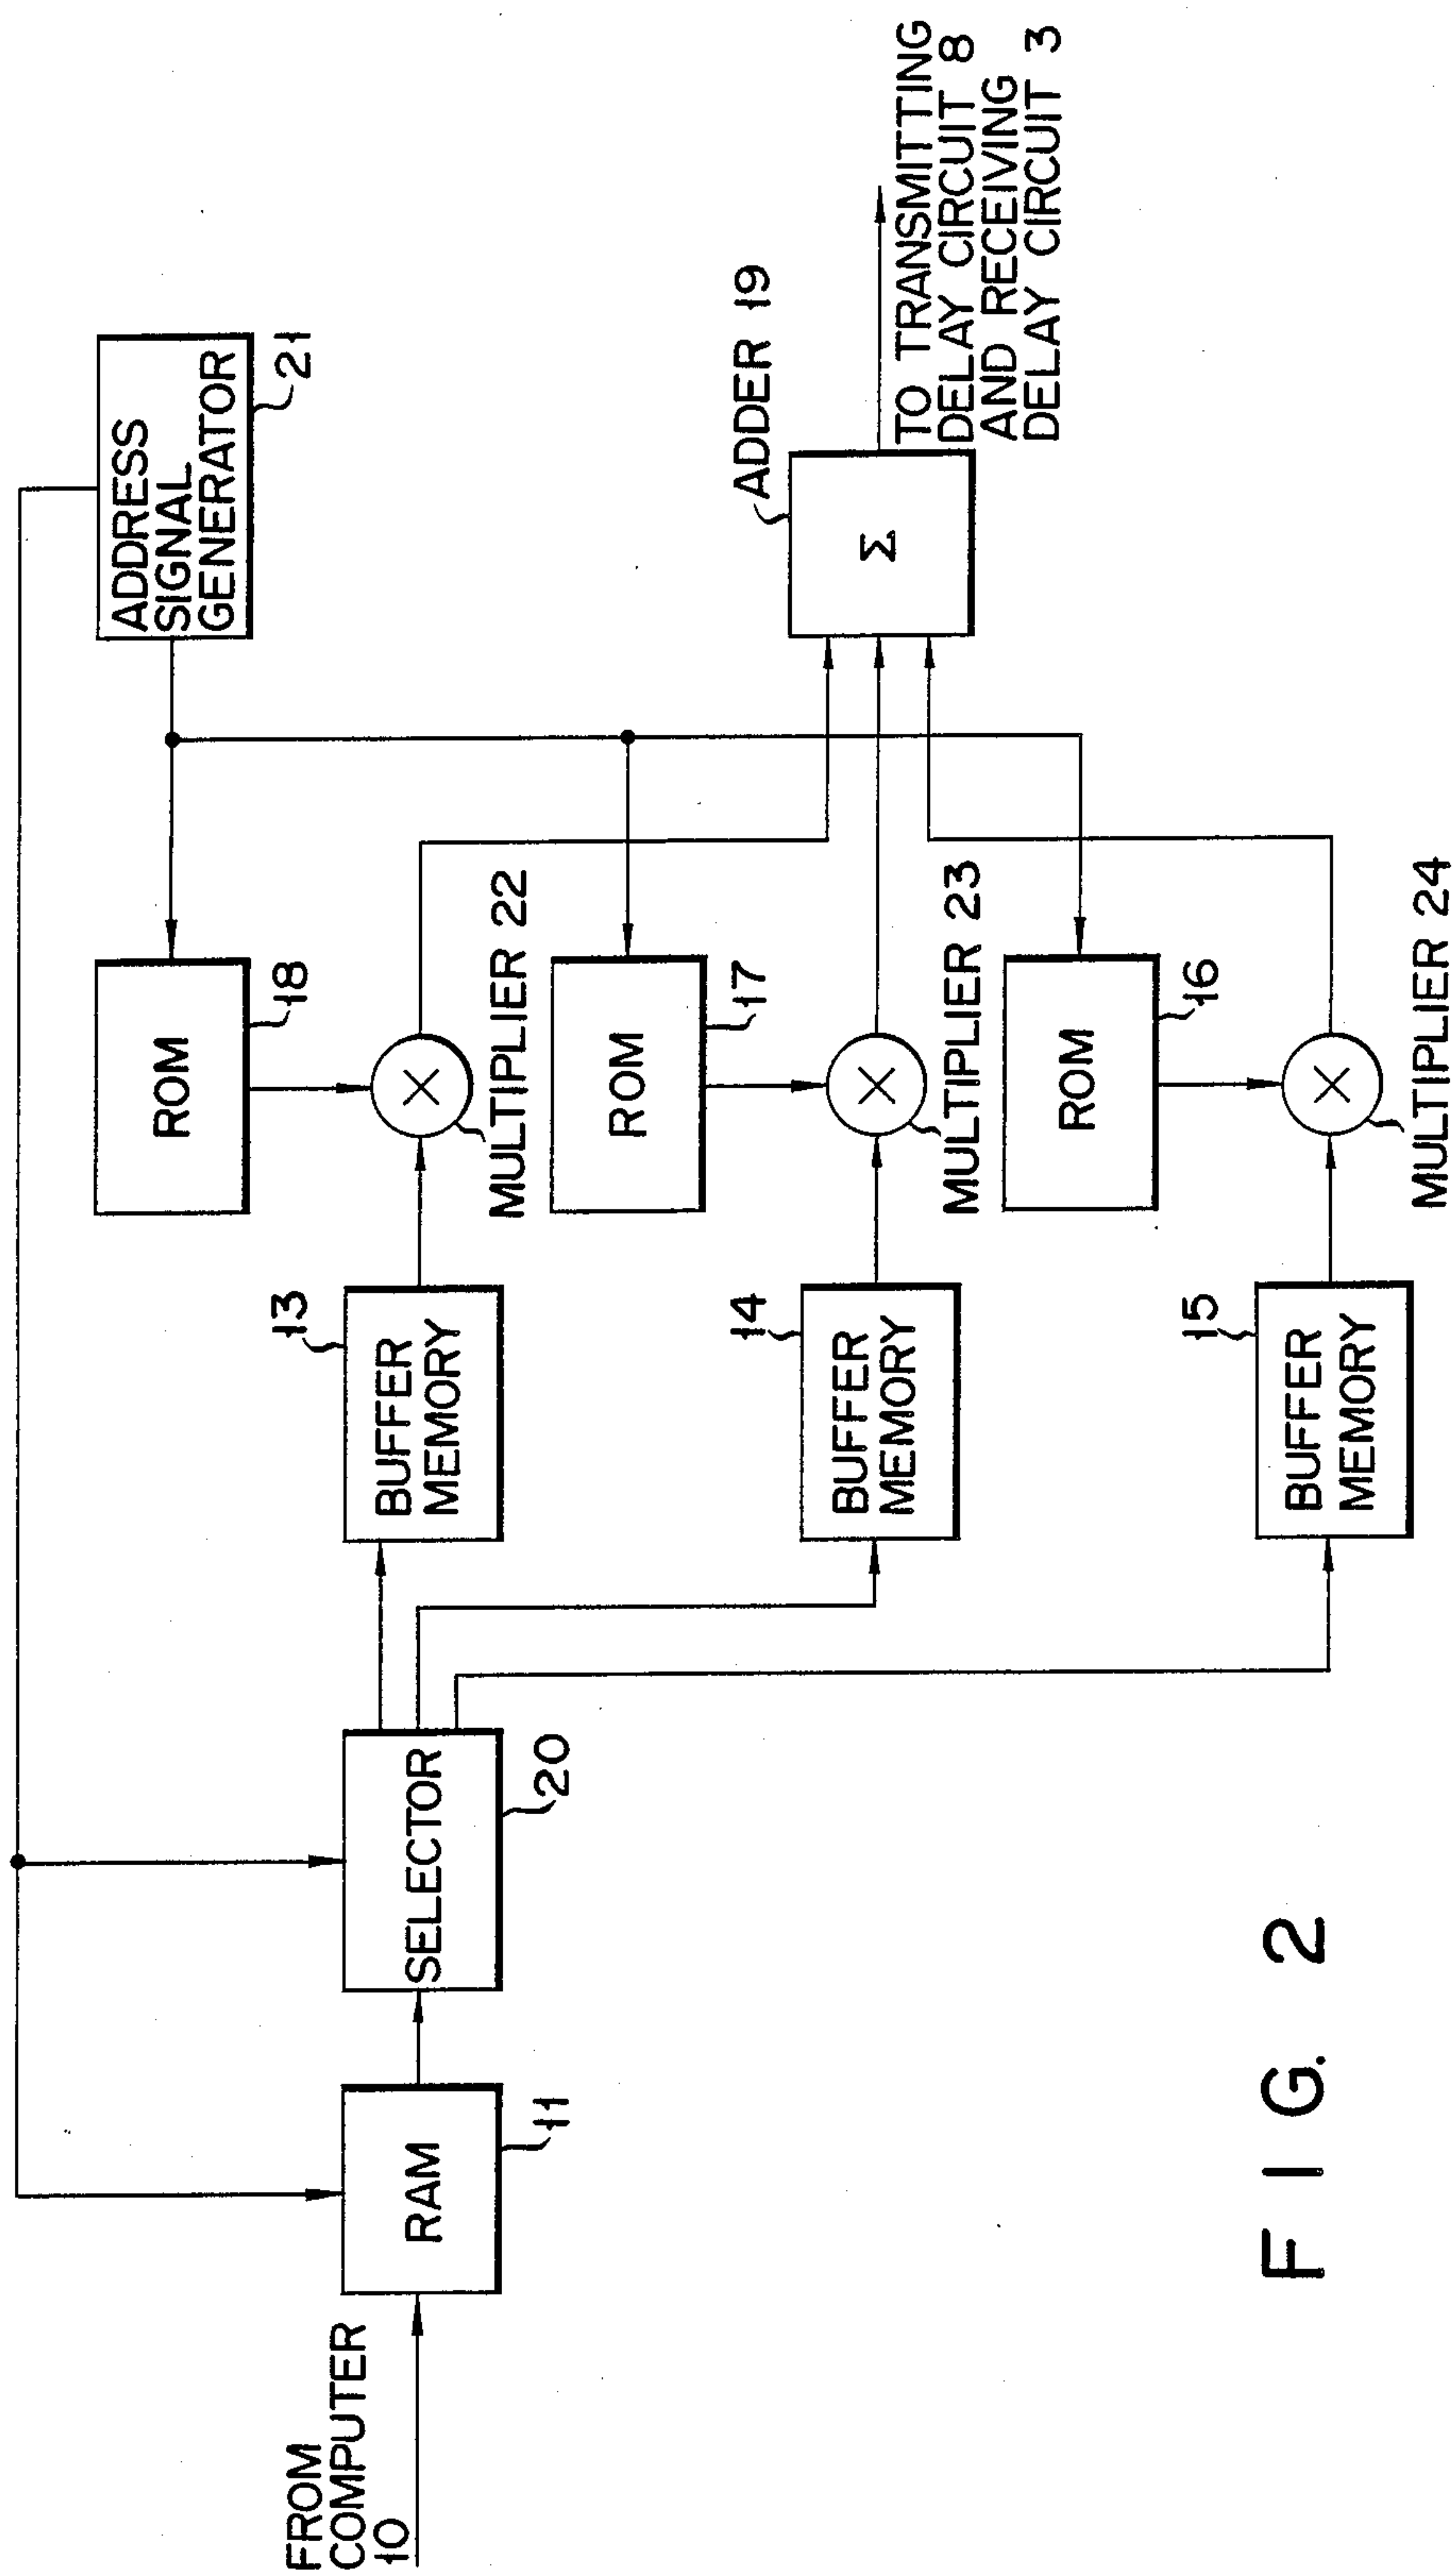 FROM
COMPUTER
10
RAM
11
SELECTOR
20
BUFFER
MEMORY
13
BUFFER
MEMORY
14
BUFFER
MEMORY
15
ROM
18
MULTIPLIER 22
ROM
17
MULTIPLIER 23
ROM
16
MULTIPLIER 24
ADDRESS
SIGNAL
GENERATOR
21
ADDER 19
Σ
TO TRANSMITTING
DELAY CIRCUIT 8
AND RECEIVING
DELAY CIRCUIT 3
FIG. 2